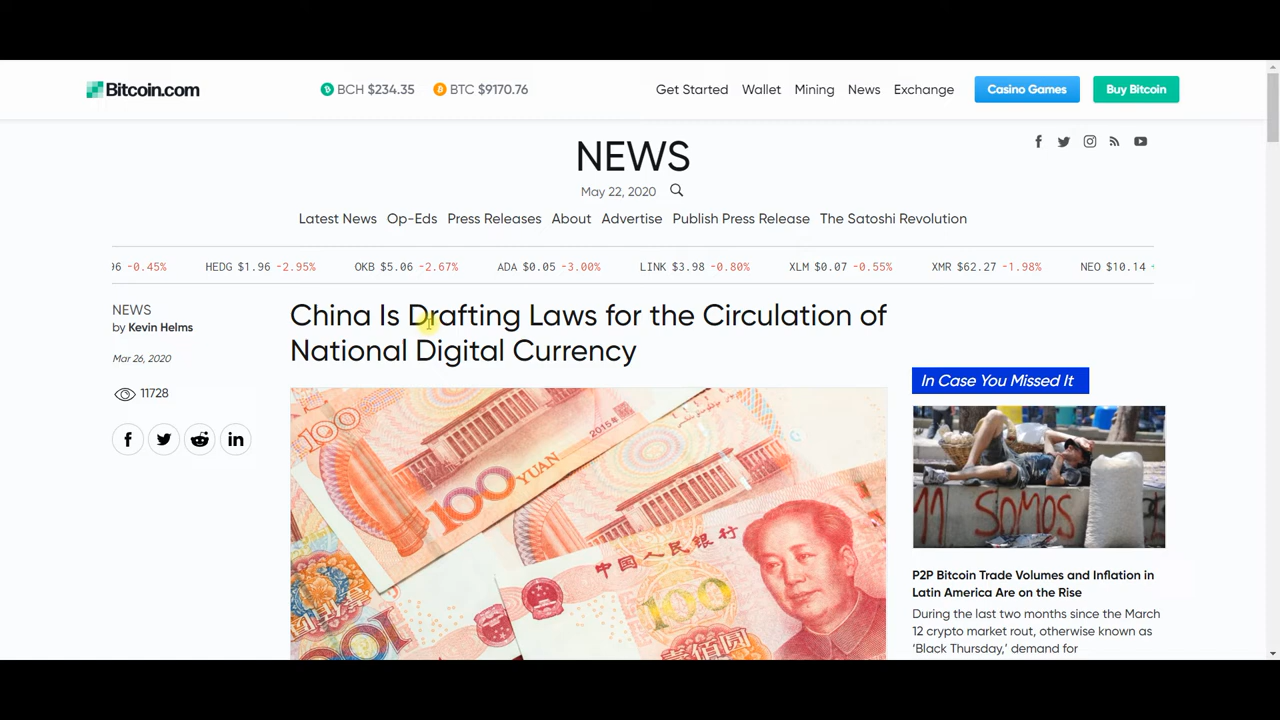 Bitcoin.com
BCH $234.35
BTC $9170.76
Get Started
Wallet
Mining
News
Exchange
Casino Games
Buy Bitcoin
NEWS
May 22, 2020
Latest News
Op-Eds
Press Releases
About
Advertise
Publish Press Release
The Satoshi Revolution
96 -0.45%
HEDG $1.96 -2.95%
OKB $5.06 -2.67%
ADA $0.05 -3.00%
LINK $3.98 -0.80%
XLM $0.07 -0.55%
XMR $62.27 -1.98%
NEO $10.14
NEWS
by Kevin Helms
Mar 26, 2020
11728
China Is Drafting Laws for the Circulation of
National Digital Currency
100
2015年
100 YUAN
中国人民银行
100
壹佰圆
In Case You Missed It
11 SOMOS
P2P Bitcoin Trade Volumes and Inflation in
Latin America Are on the Rise
During the last two months since the March
12 crypto market rout, otherwise known as
‘Black Thursday,’ demand for